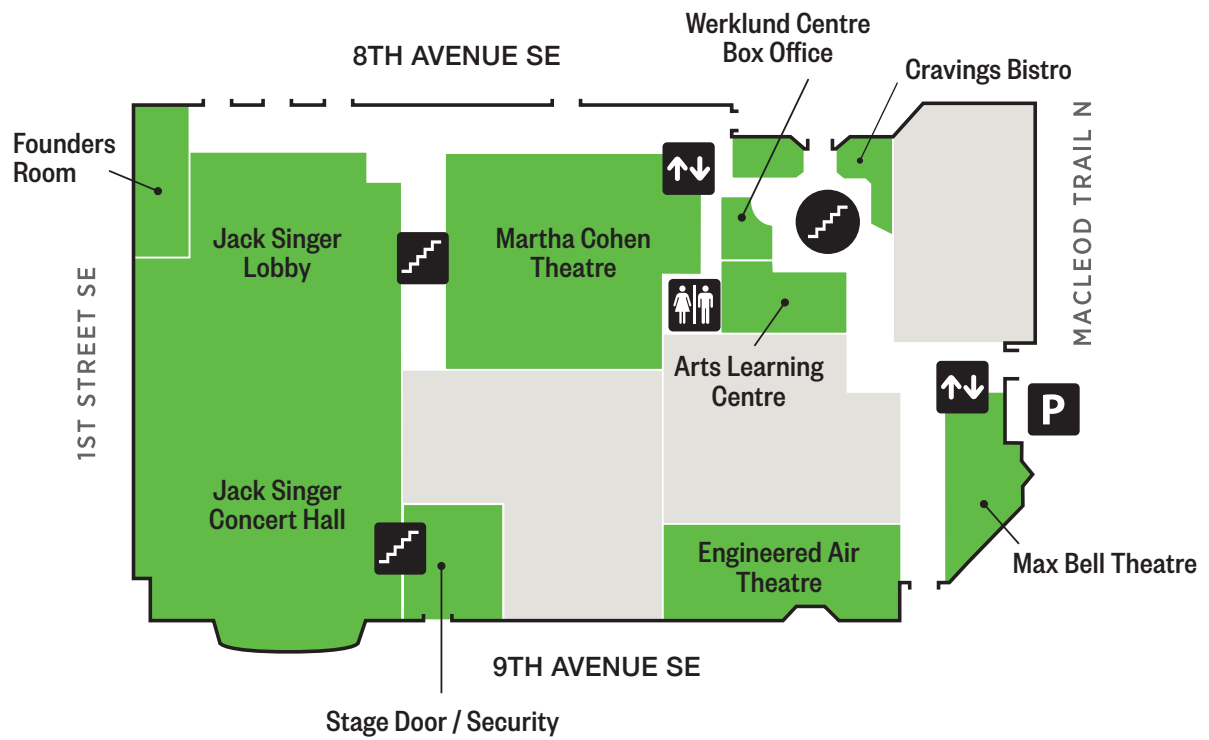 Werklund Centre
Box Office
8TH AVENUE SE
Cravings Bistro
Founders
Room
MACLEOD TRAIL N
Jack Singer
Lobby
Martha Cohen
Theatre
1ST STREET SE
Arts Learning
Centre
P
Jack Singer
Concert Hall
Engineered Air
Theatre
Max Bell Theatre
9TH AVENUE SE
Stage Door / Security